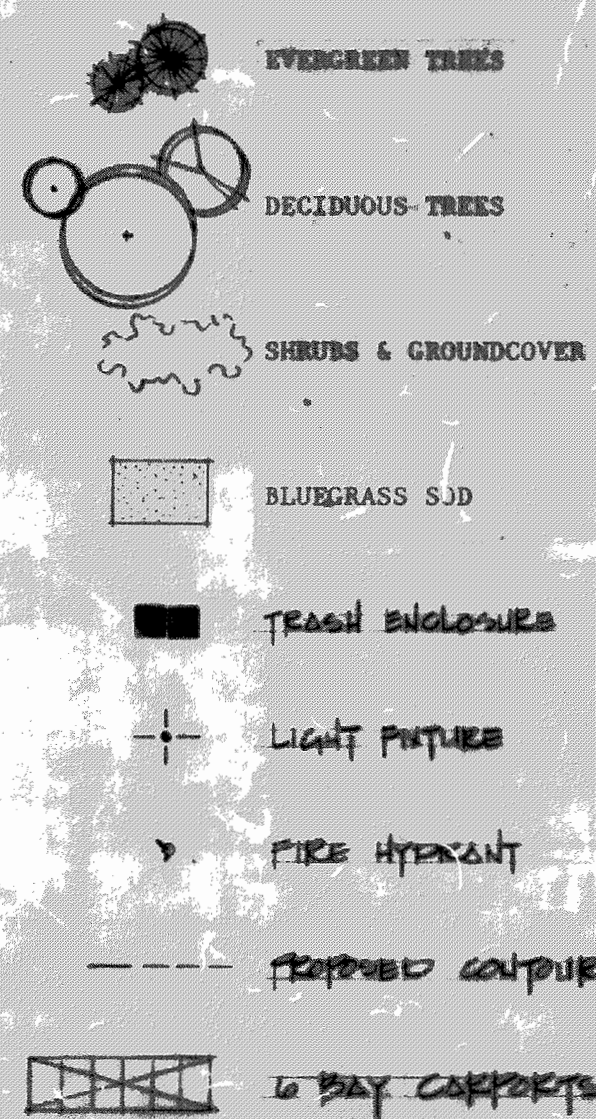 EVERGREEN TREES
DECIDUOUS TREES
SHRUBS & GROUNDCOVER
BLUEGRASS SOD
TRASH ENCLOSURE
LIGHT FIXTURE
FIRE HYDRANT
PROPOSED CONTOUR
6 BAY CARPORTS